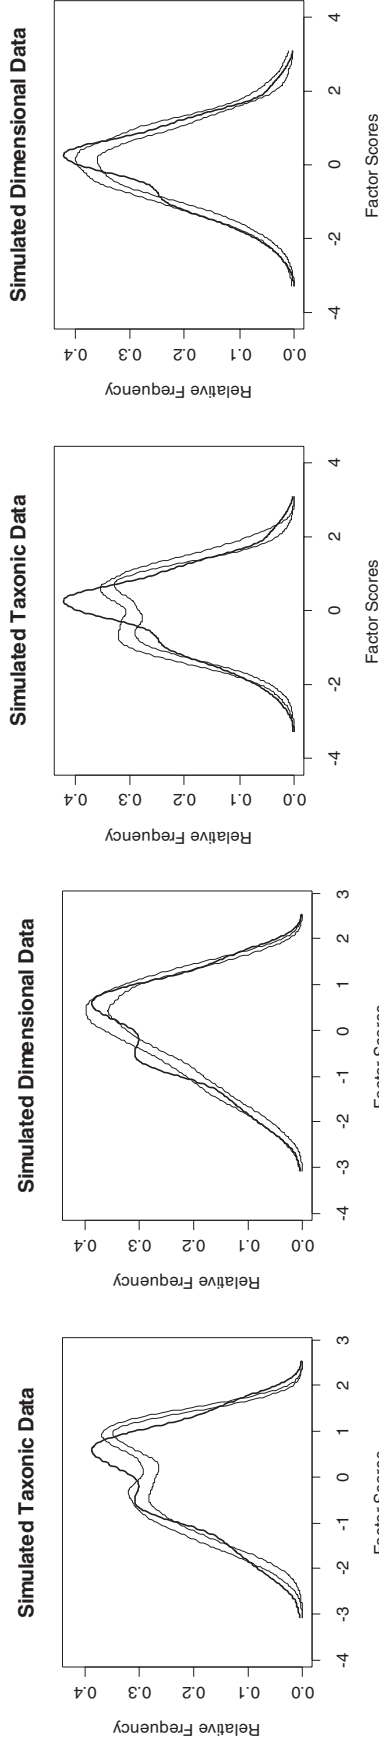 Simulated Taxonic Data
Relative Frequency
0.4
0.3
0.2
0.1
0.0
-4 -3 -2 -1 0 1 2 3
Factor Scores
Simulated Dimensional Data
Relative Frequency
0.4
0.3
0.2
0.1
0.0
-4 -3 -2 -1 0 1 2 3
Factor Scores
Simulated Taxonic Data
Relative Frequency
0.4
0.3
0.2
0.1
0.0
-4 -2 0 2 4
Factor Scores
Simulated Dimensional Data
Relative Frequency
0.4
0.3
0.2
0.1
0.0
-4 -2 0 2 4
Factor Scores